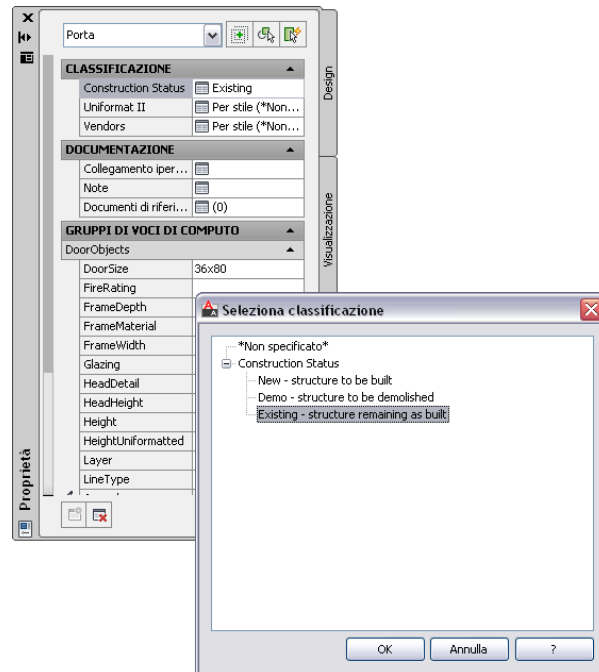 Porta
CLASSIFICAZIONE
Construction Status Existing
Uniformat II Per stile (*Non...
Vendors Per stile (*Non...
DOCUMENTAZIONE
Collegamento iper...
Note
Documenti di riferi... (0)
GRUPPI DI VOCI DI COMPUTO
DoorObjects
DoorSize 36x80
FireRating
FrameDepth
FrameMaterial
FrameWidth
Glazing
HeadDetail
HeadHeight
Height
HeightUniformatted
Layer
LineType
Design
Visualizzazione
Proprietà
Seleziona classificazione
*Non specificato*
Construction Status
New - structure to be built
Demo - structure to be demolished
Existing - structure remaining as built
OK Annulla ?